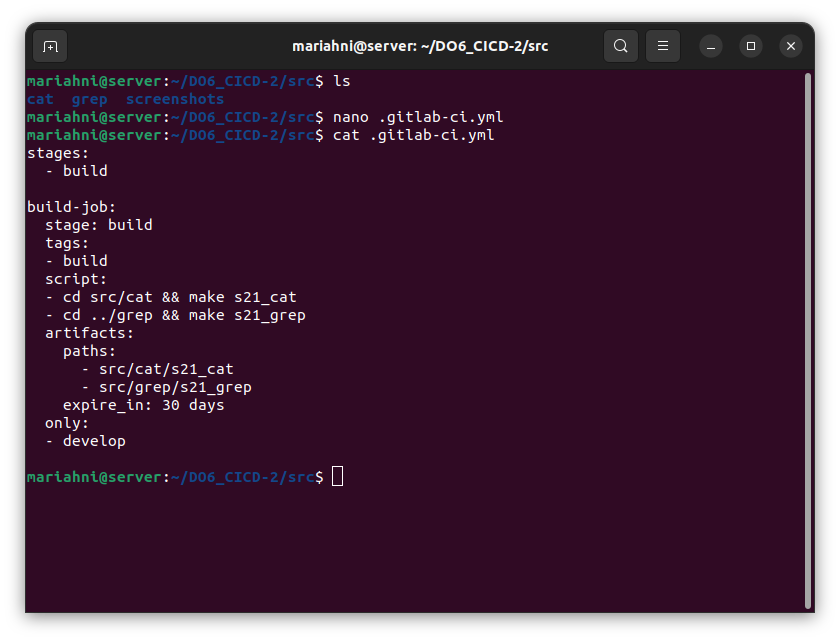 mariahni@server: ~/DO6_CICD-2/src
mariahni@server:~/DO6_CICD-2/src$ ls
cat  grep  screenshots
mariahni@server:~/DO6_CICD-2/src$ nano .gitlab-ci.yml
mariahni@server:~/DO6_CICD-2/src$ cat .gitlab-ci.yml
stages:
  - build

build-job:
  stage: build
  tags:
  - build
  script:
  - cd src/cat && make s21_cat
  - cd ../grep && make s21_grep
  artifacts:
    paths:
      - src/cat/s21_cat
      - src/grep/s21_grep
    expire_in: 30 days
  only:
  - develop

mariahni@server:~/DO6_CICD-2/src$